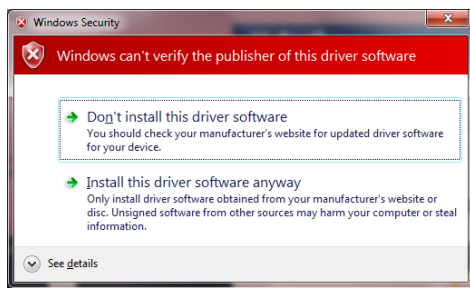 Windows Security
Windows can't verify the publisher of this driver software
Don't install this driver software
You should check your manufacturer's website for updated driver software
for your device.
Install this driver software anyway
Only install driver software obtained from your manufacturer's website or
disc. Unsigned software from other sources may harm your computer or steal
information.
See details